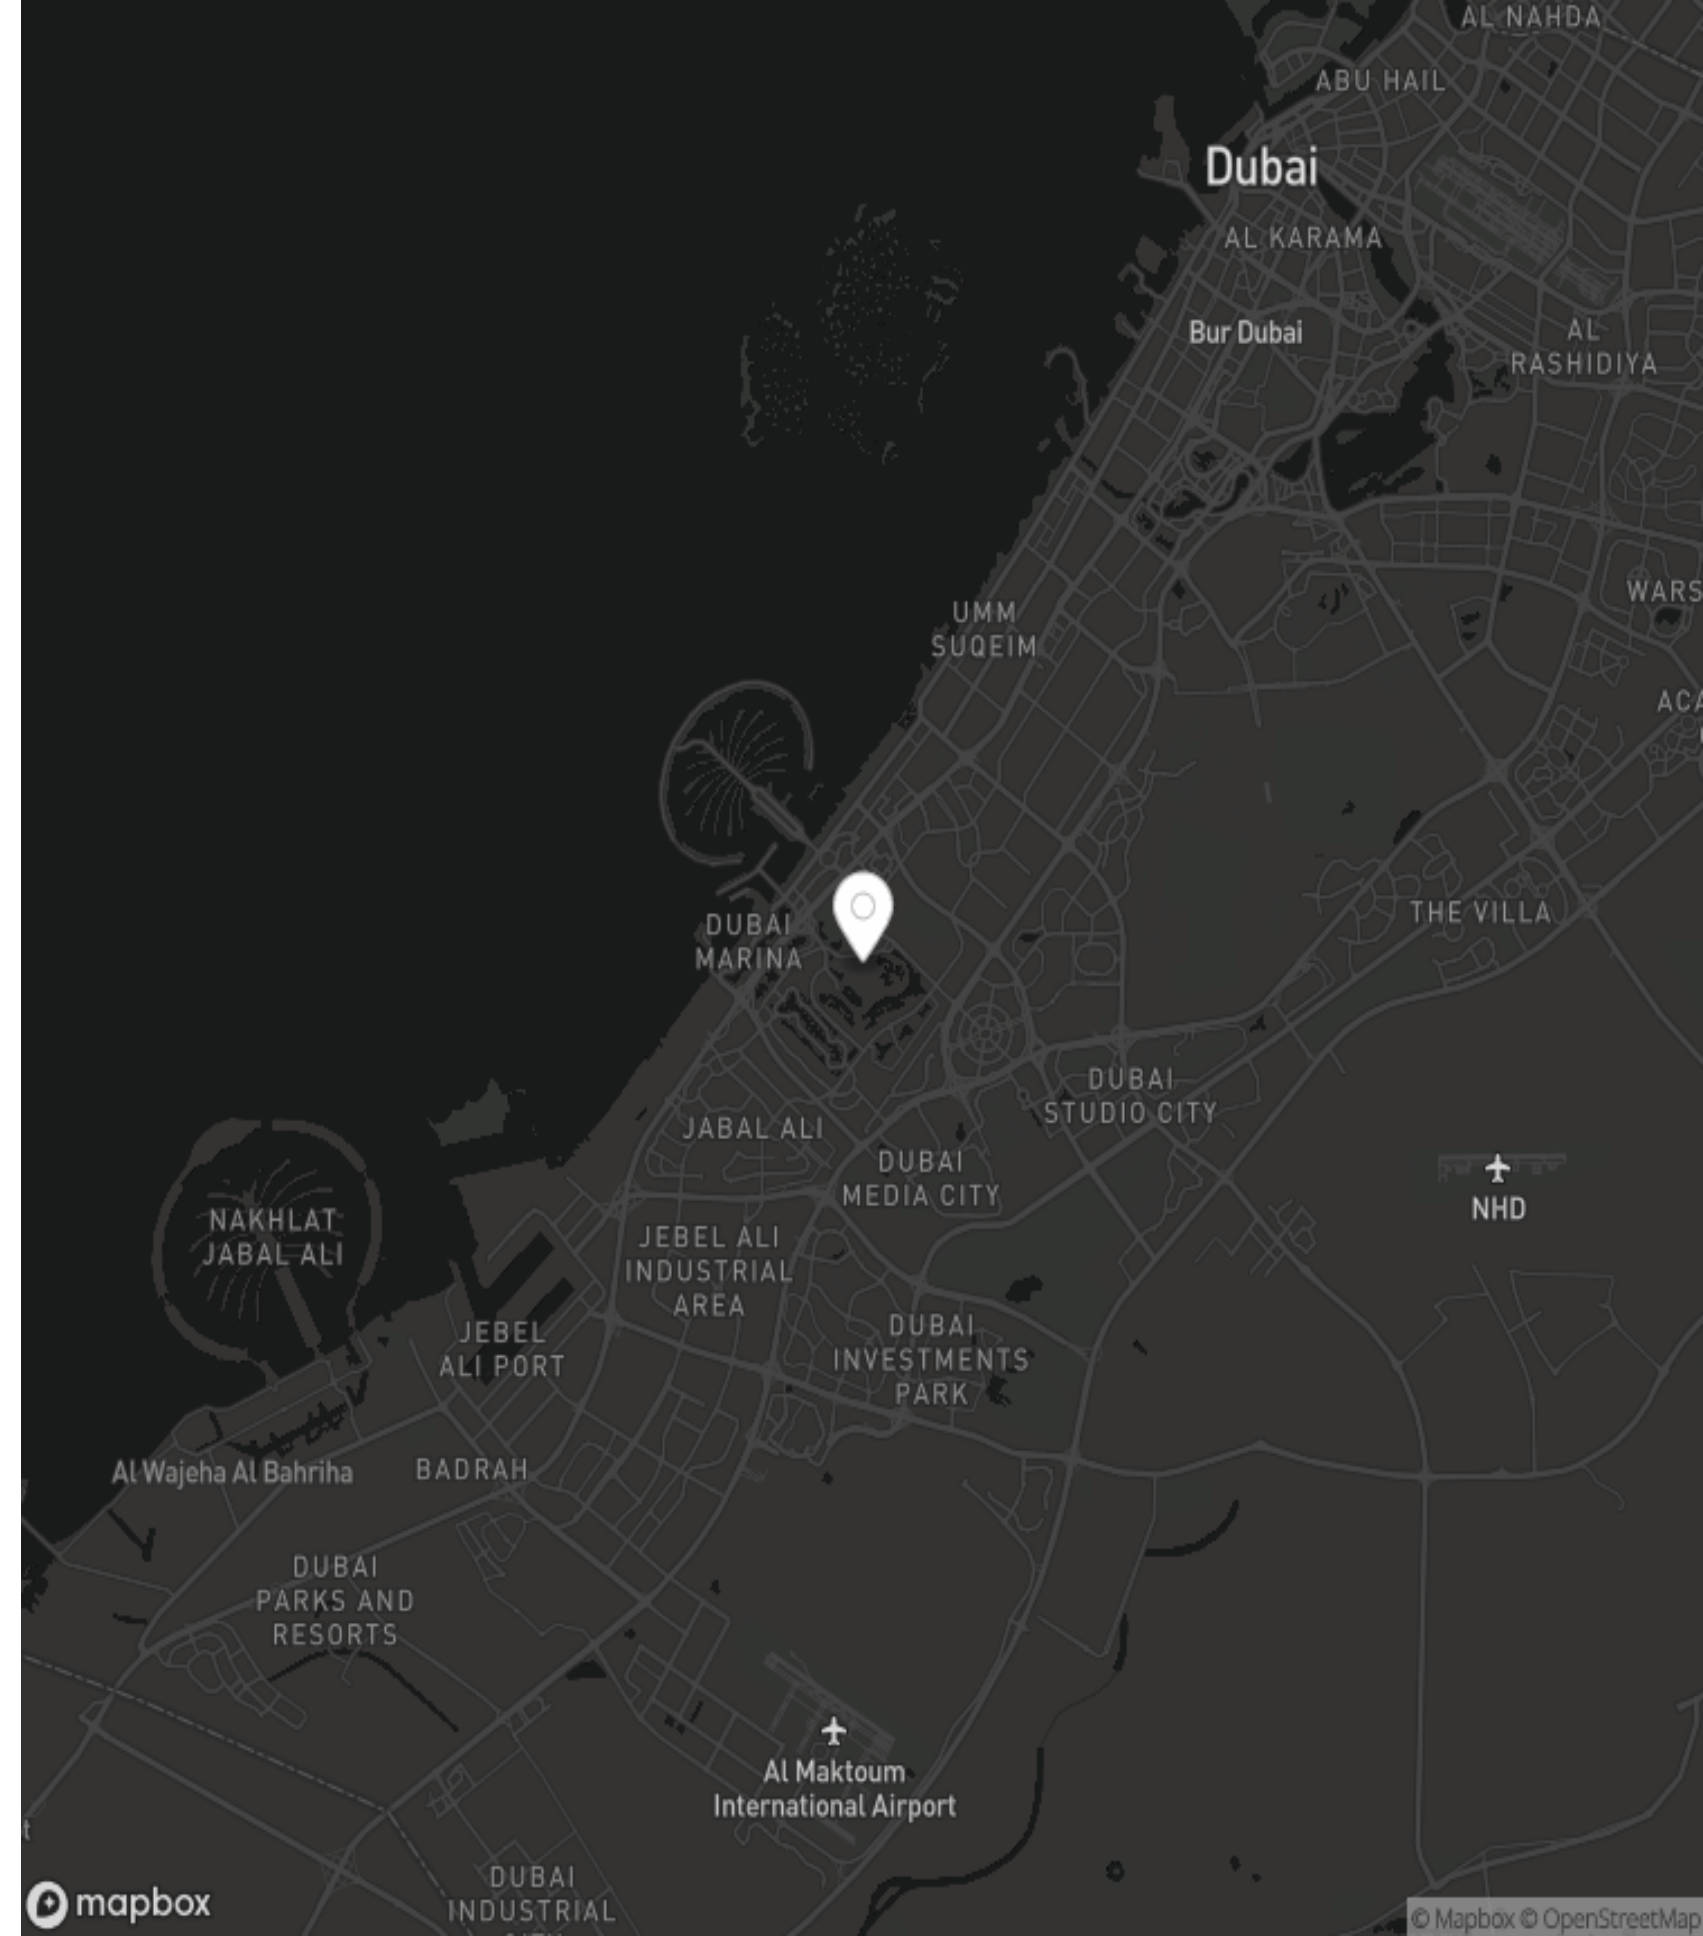 AL NAHDA
ABU HAIL
Dubai
AL KARAMA
Bur Dubai
AL
RASHIDIYA
WARS
UMM
SUQEIM
ACA
THE VILLA
DUBAI
MARINA
DUBAI
STUDIO CITY
JABAL ALI
DUBAI
MEDIA CITY
NHD
NAKHLAT
JABAL ALI
JEBEL ALI
INDUSTRIAL
AREA
JEBEL
ALI PORT
DUBAI
INVESTMENTS
PARK
Al Wajeha Al Bahriha
BADRAH
DUBAI
PARKS AND
RESORTS
Al Maktoum
International Airport
t
DUBAI
INDUSTRIAL
mapbox
© Mapbox © OpenStreetMap